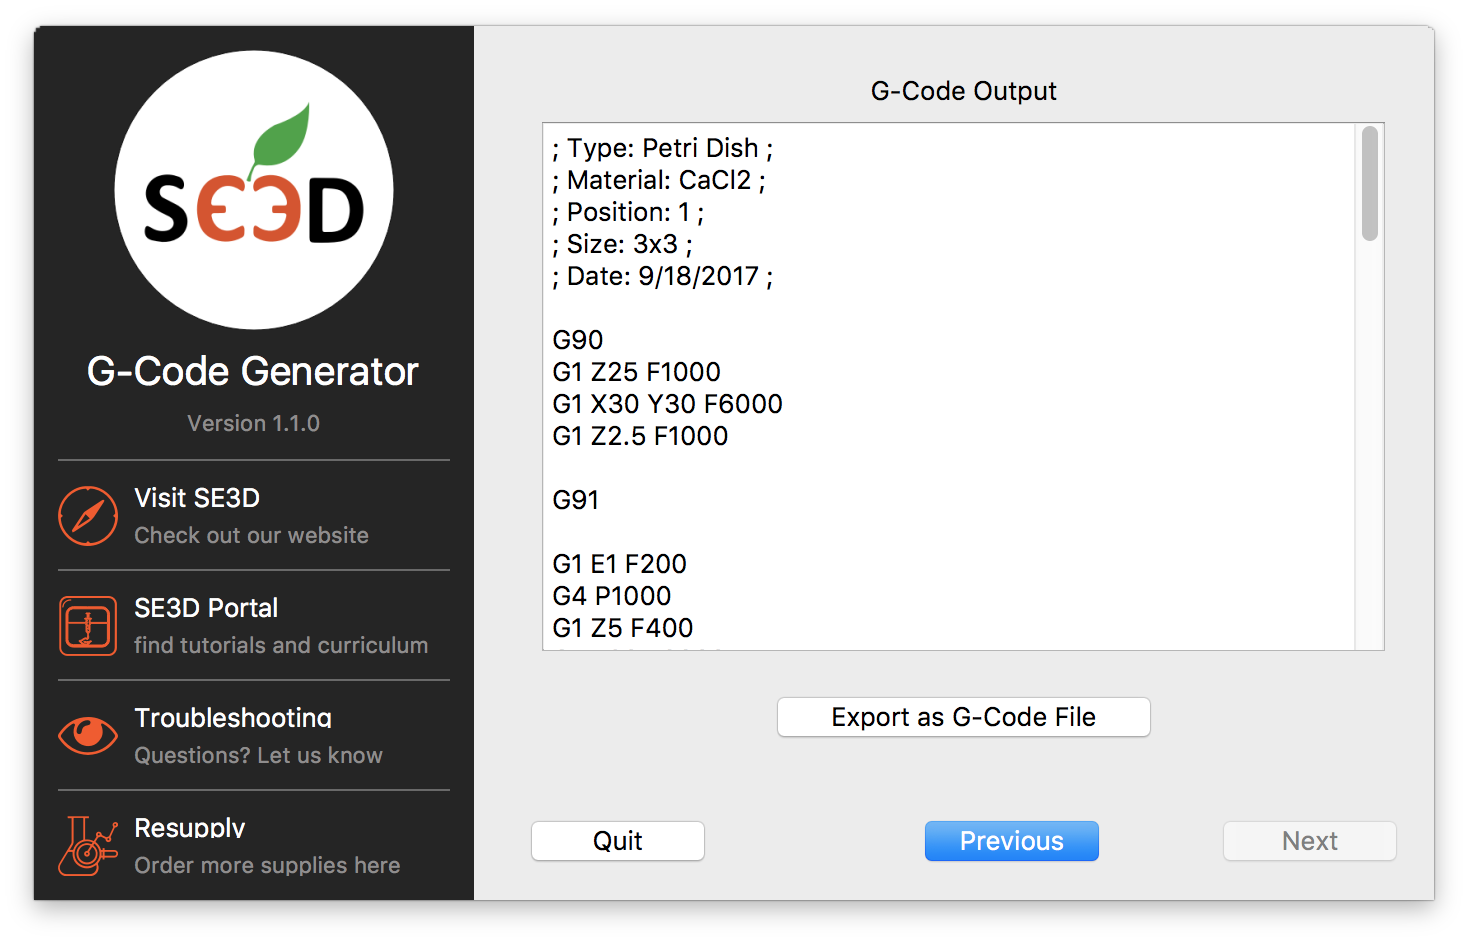 SE3D
G-Code Generator
Version 1.1.0
Visit SE3D
Check out our website
SE3D Portal
find tutorials and curriculum
Troubleshooting
Questions? Let us know
Resupply
Order more supplies here
G-Code Output
; Type: Petri Dish ;
; Material: CaCl2 ;
; Position: 1 ;
; Size: 3x3 ;
; Date: 9/18/2017 ;
G90
G1 Z25 F1000
G1 X30 Y30 F6000
G1 Z2.5 F1000
G91
G1 E1 F200
G4 P1000
G1 Z5 F400
Export as G-Code File
Quit
Previous
Next